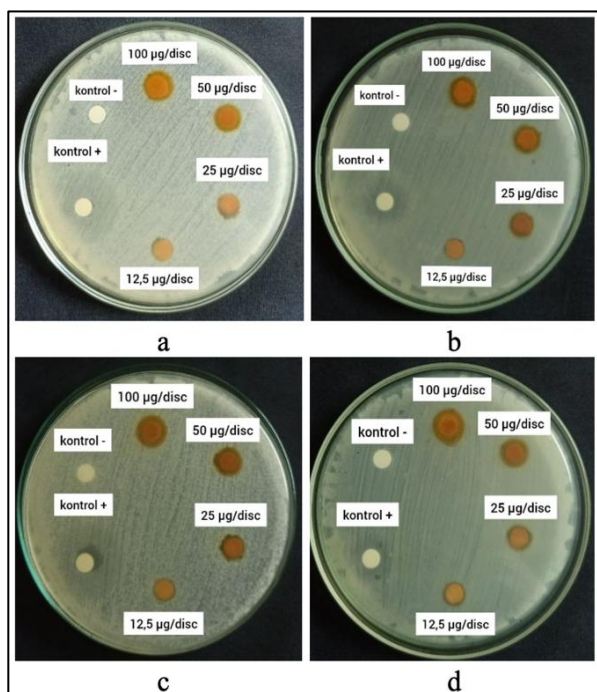 100 µg/disc
kontrol -
50 µg/disc
kontrol +
25 µg/disc
12,5 µg/disc
a
100 µg/disc
kontrol -
50 µg/disc
kontrol +
25 µg/disc
12,5 µg/disc
b
100 µg/disc
kontrol -
50 µg/disc
kontrol +
25 µg/disc
12,5 µg/disc
c
100 µg/disc
kontrol -
50 µg/disc
kontrol +
25 µg/disc
12,5 µg/disc
d